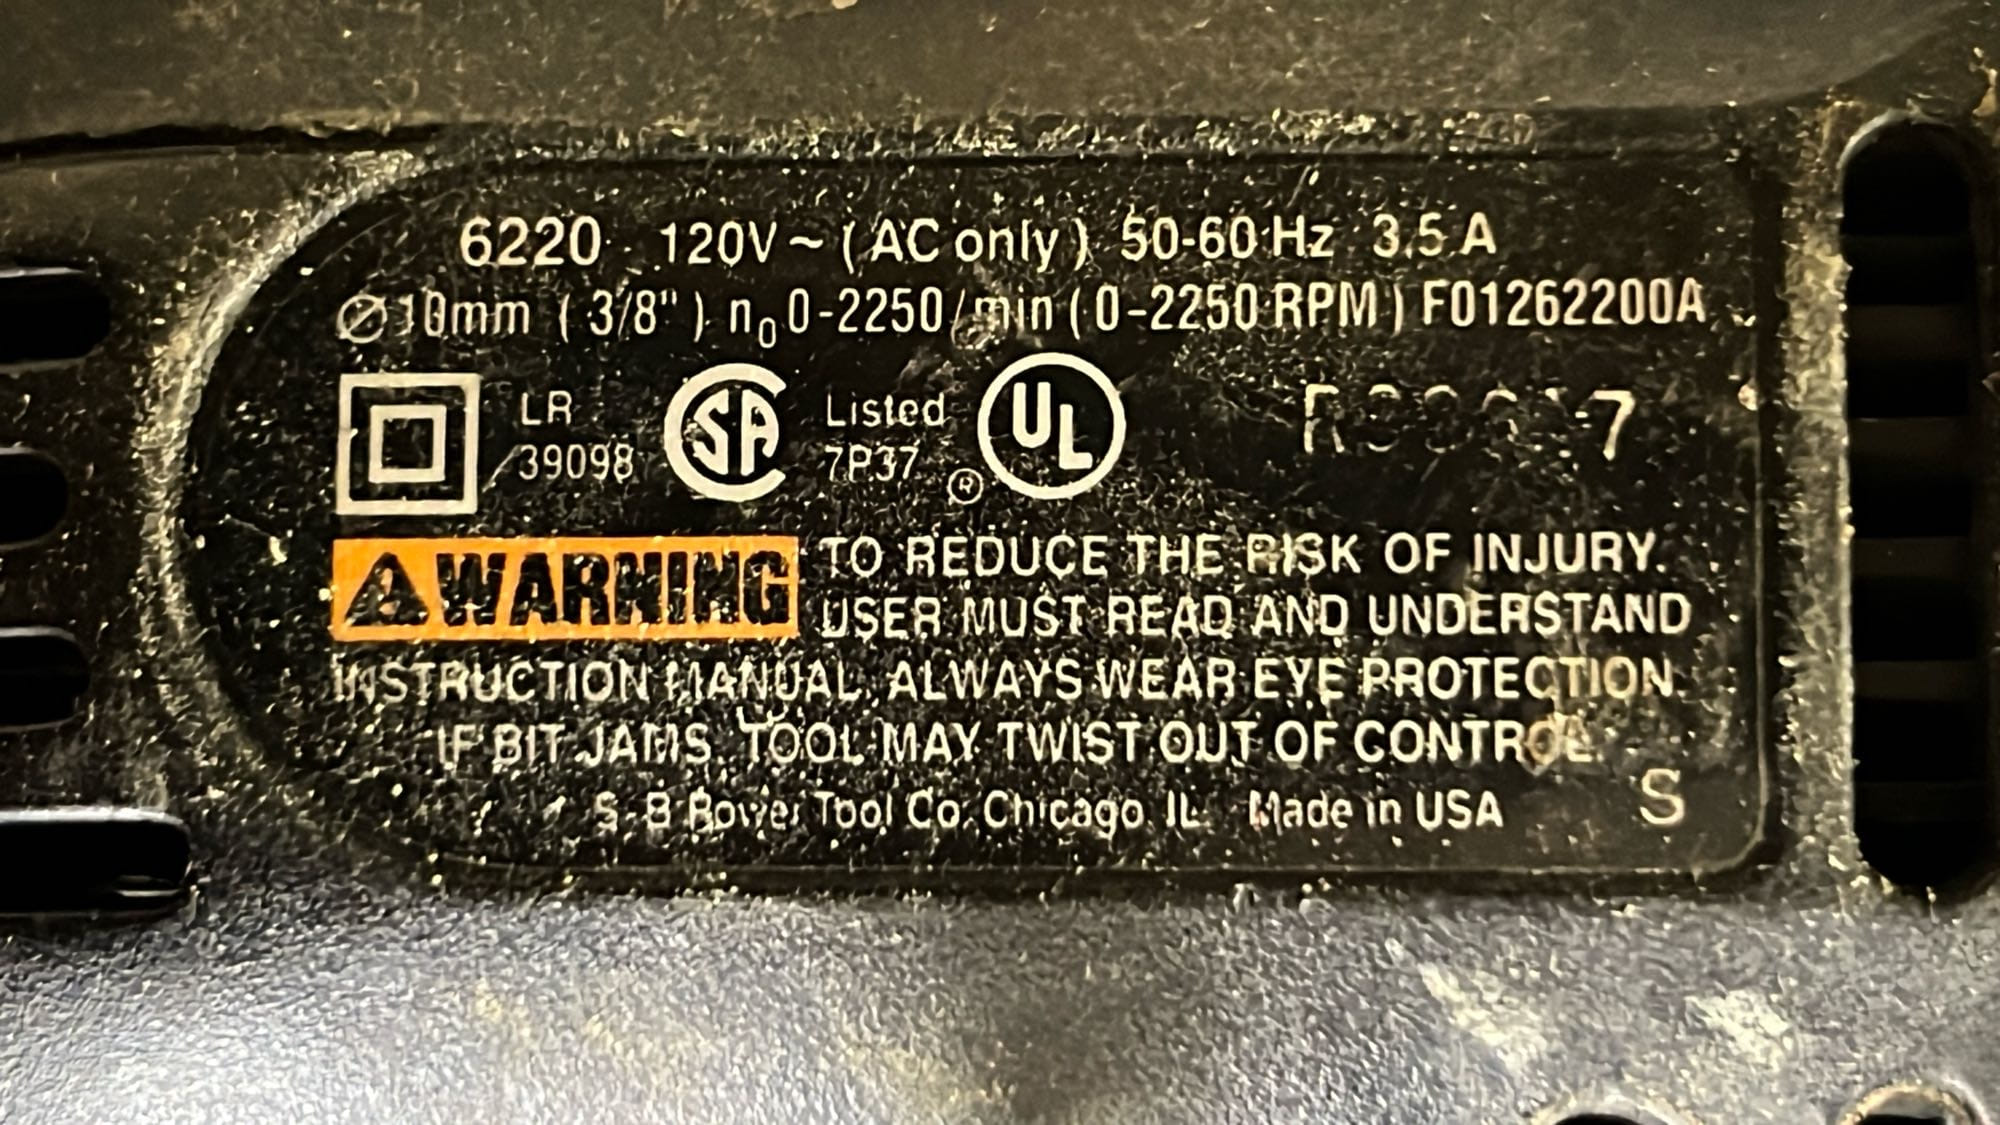 6220 120V ~ (AC only) 50-60 Hz 3.5 A
Ø 10mm (3/8") n0 0-2250/min (0-2250 RPM) F01262200A
LR
39098
SA
Listed
7P37
®
UL
WARNING TO REDUCE THE RISK OF INJURY.
USER MUST READ AND UNDERSTAND
INSTRUCTION MANUAL. ALWAYS WEAR EYE PROTECTION.
IF BIT JAMS, TOOL MAY TWIST OUT OF CONTROL.
S-B Power Tool Co. Chicago IL Made in USA
S